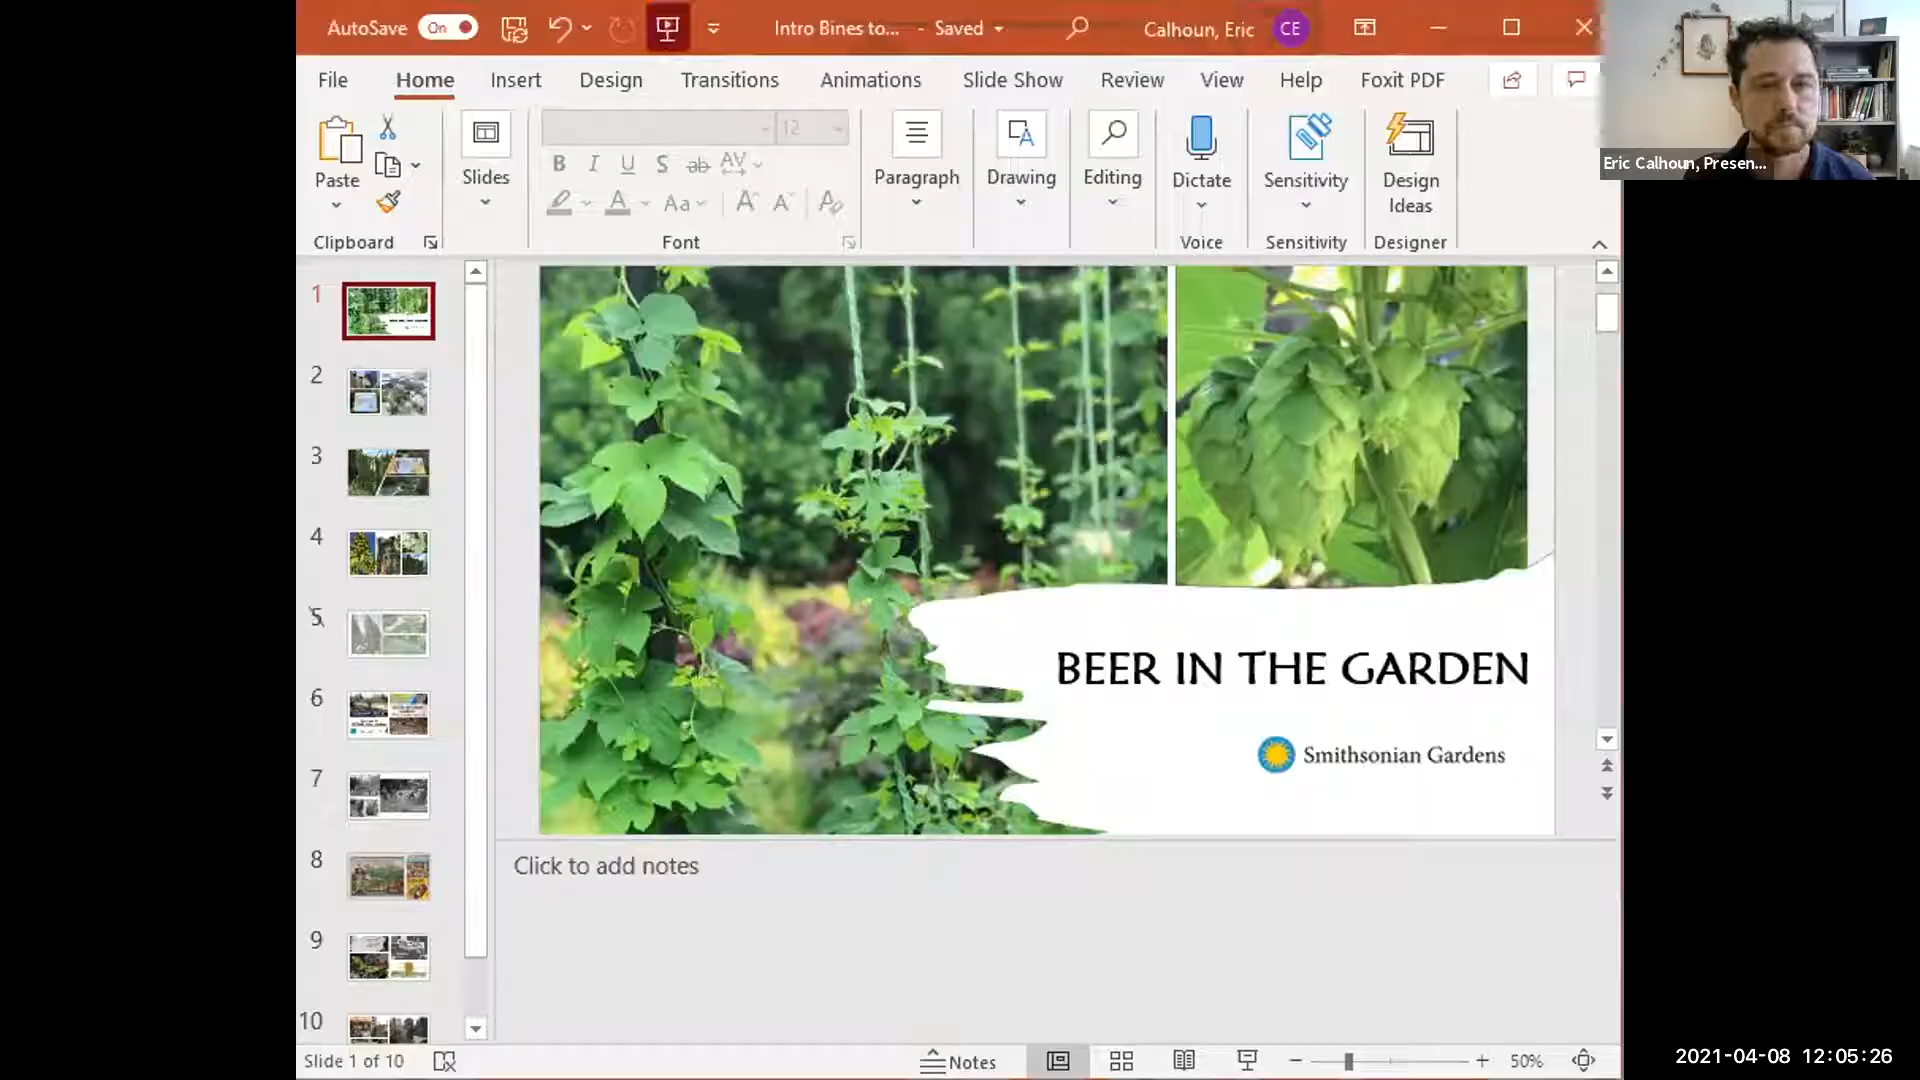 AutoSave On Intro Bines to... - Saved Calhoun, Eric CE
File Home Insert Design Transitions Animations Slide Show Review View Help Foxit PDF
Eric Calhoun, Presen...
12
B I U S ab AV
Paste Slides Paragraph Drawing Editing Dictate Sensitivity Design Ideas
A Aa A A A
Clipboard Font Voice Sensitivity Designer
1
2
3
4
5
6
7
8
9
10
BEER IN THE GARDEN
Smithsonian Gardens
Click to add notes
Slide 1 of 10 Notes 50%
2021-04-08 12:05:26